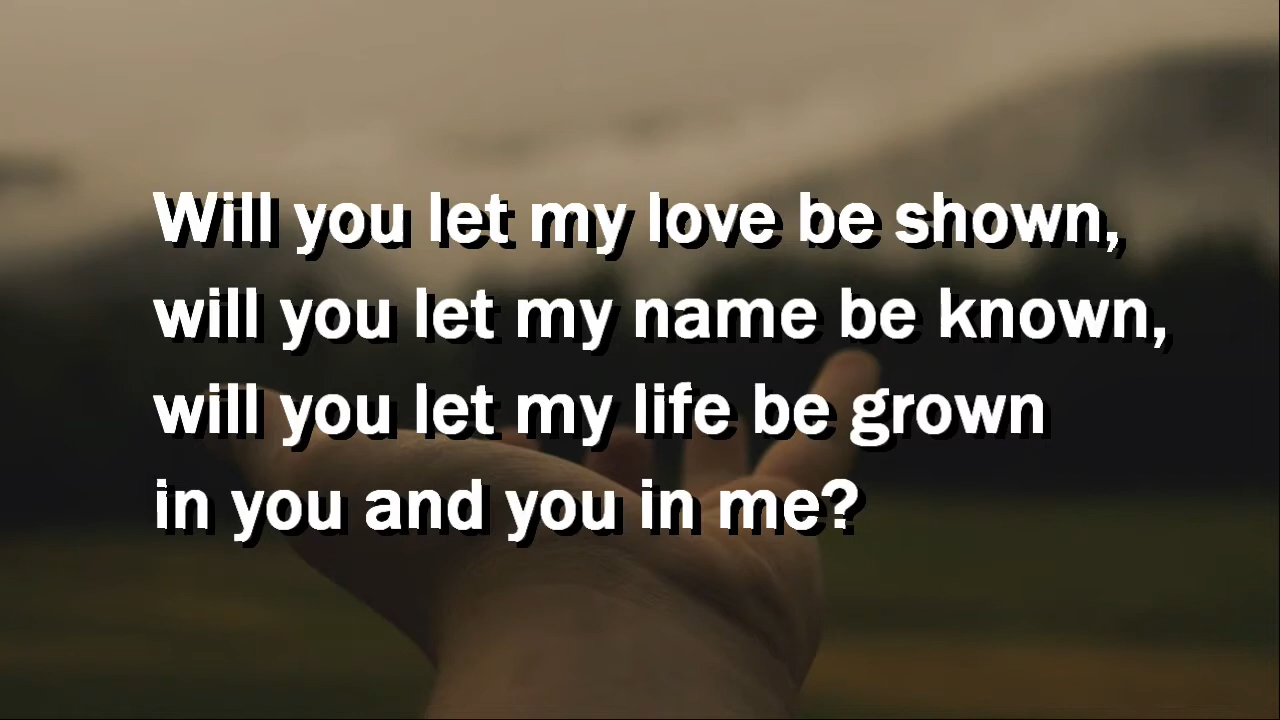 Will you let my love be shown,
will you let my name be known,
will you let my life be grown
in you and you in me?